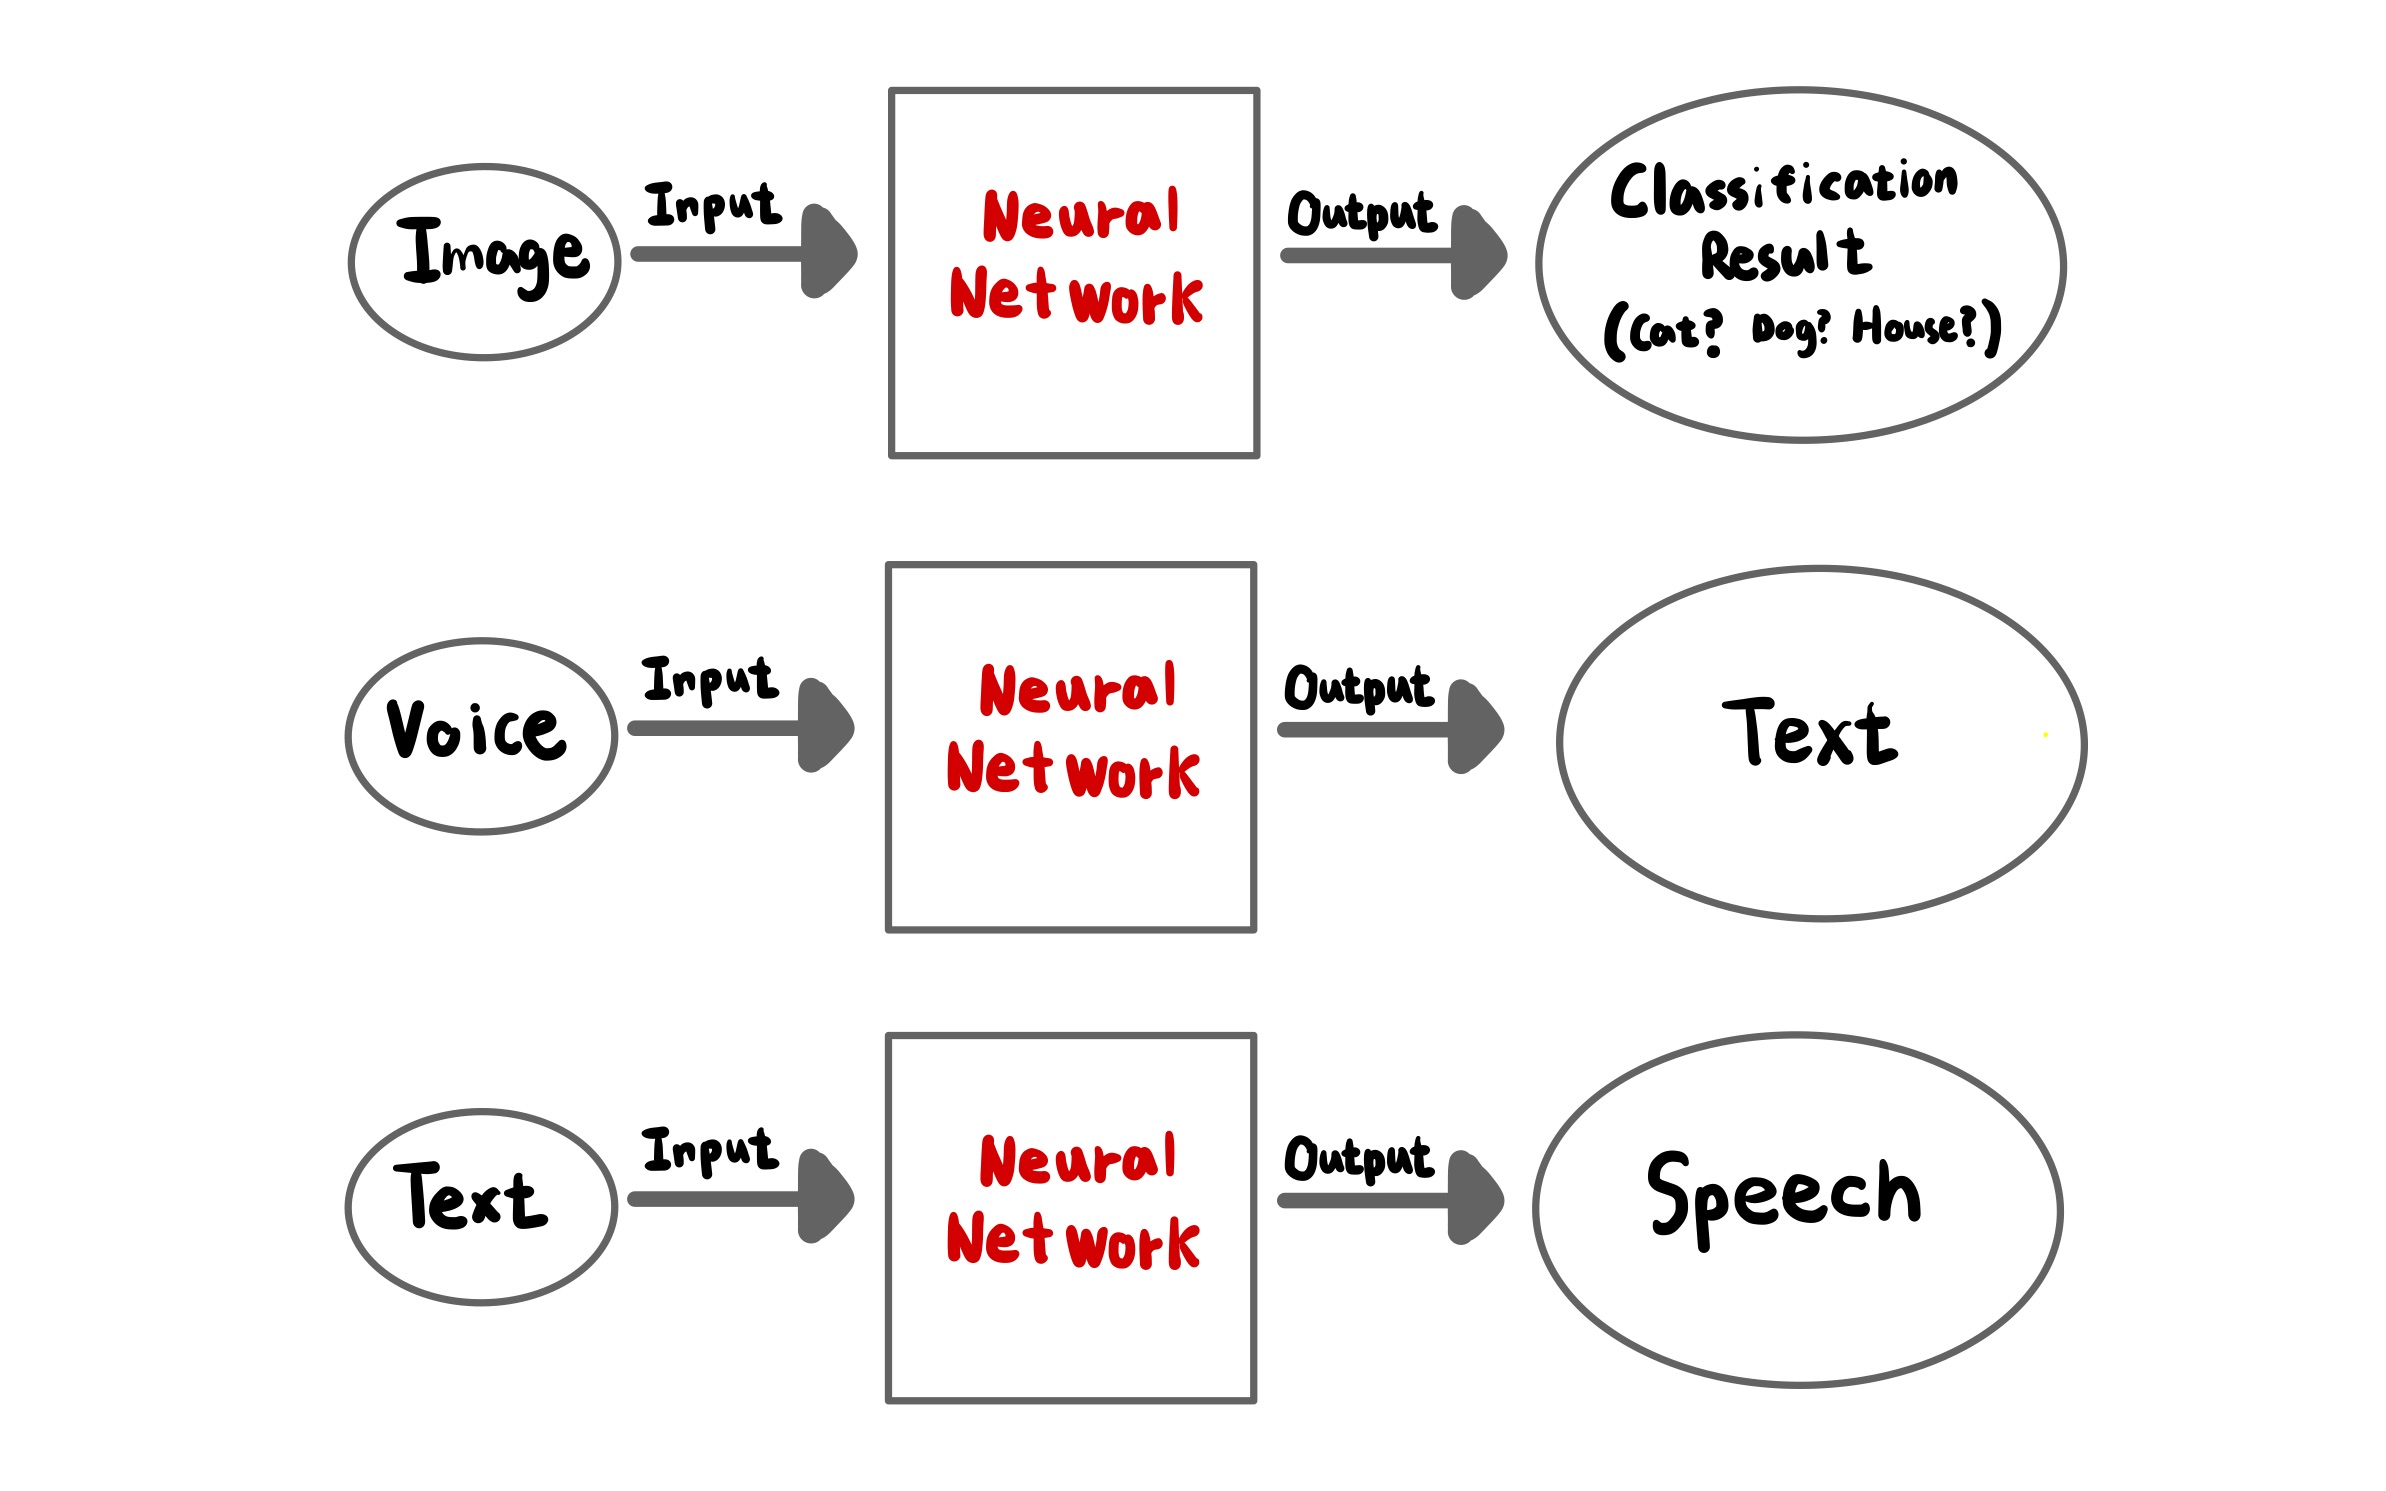 Image
Input
Neural
Network
Output
Classification
Result
(Cat? Dog? House?)
Voice
Input
Neural
Network
Output
Text
Text
Input
Neural
Network
Output
Speech